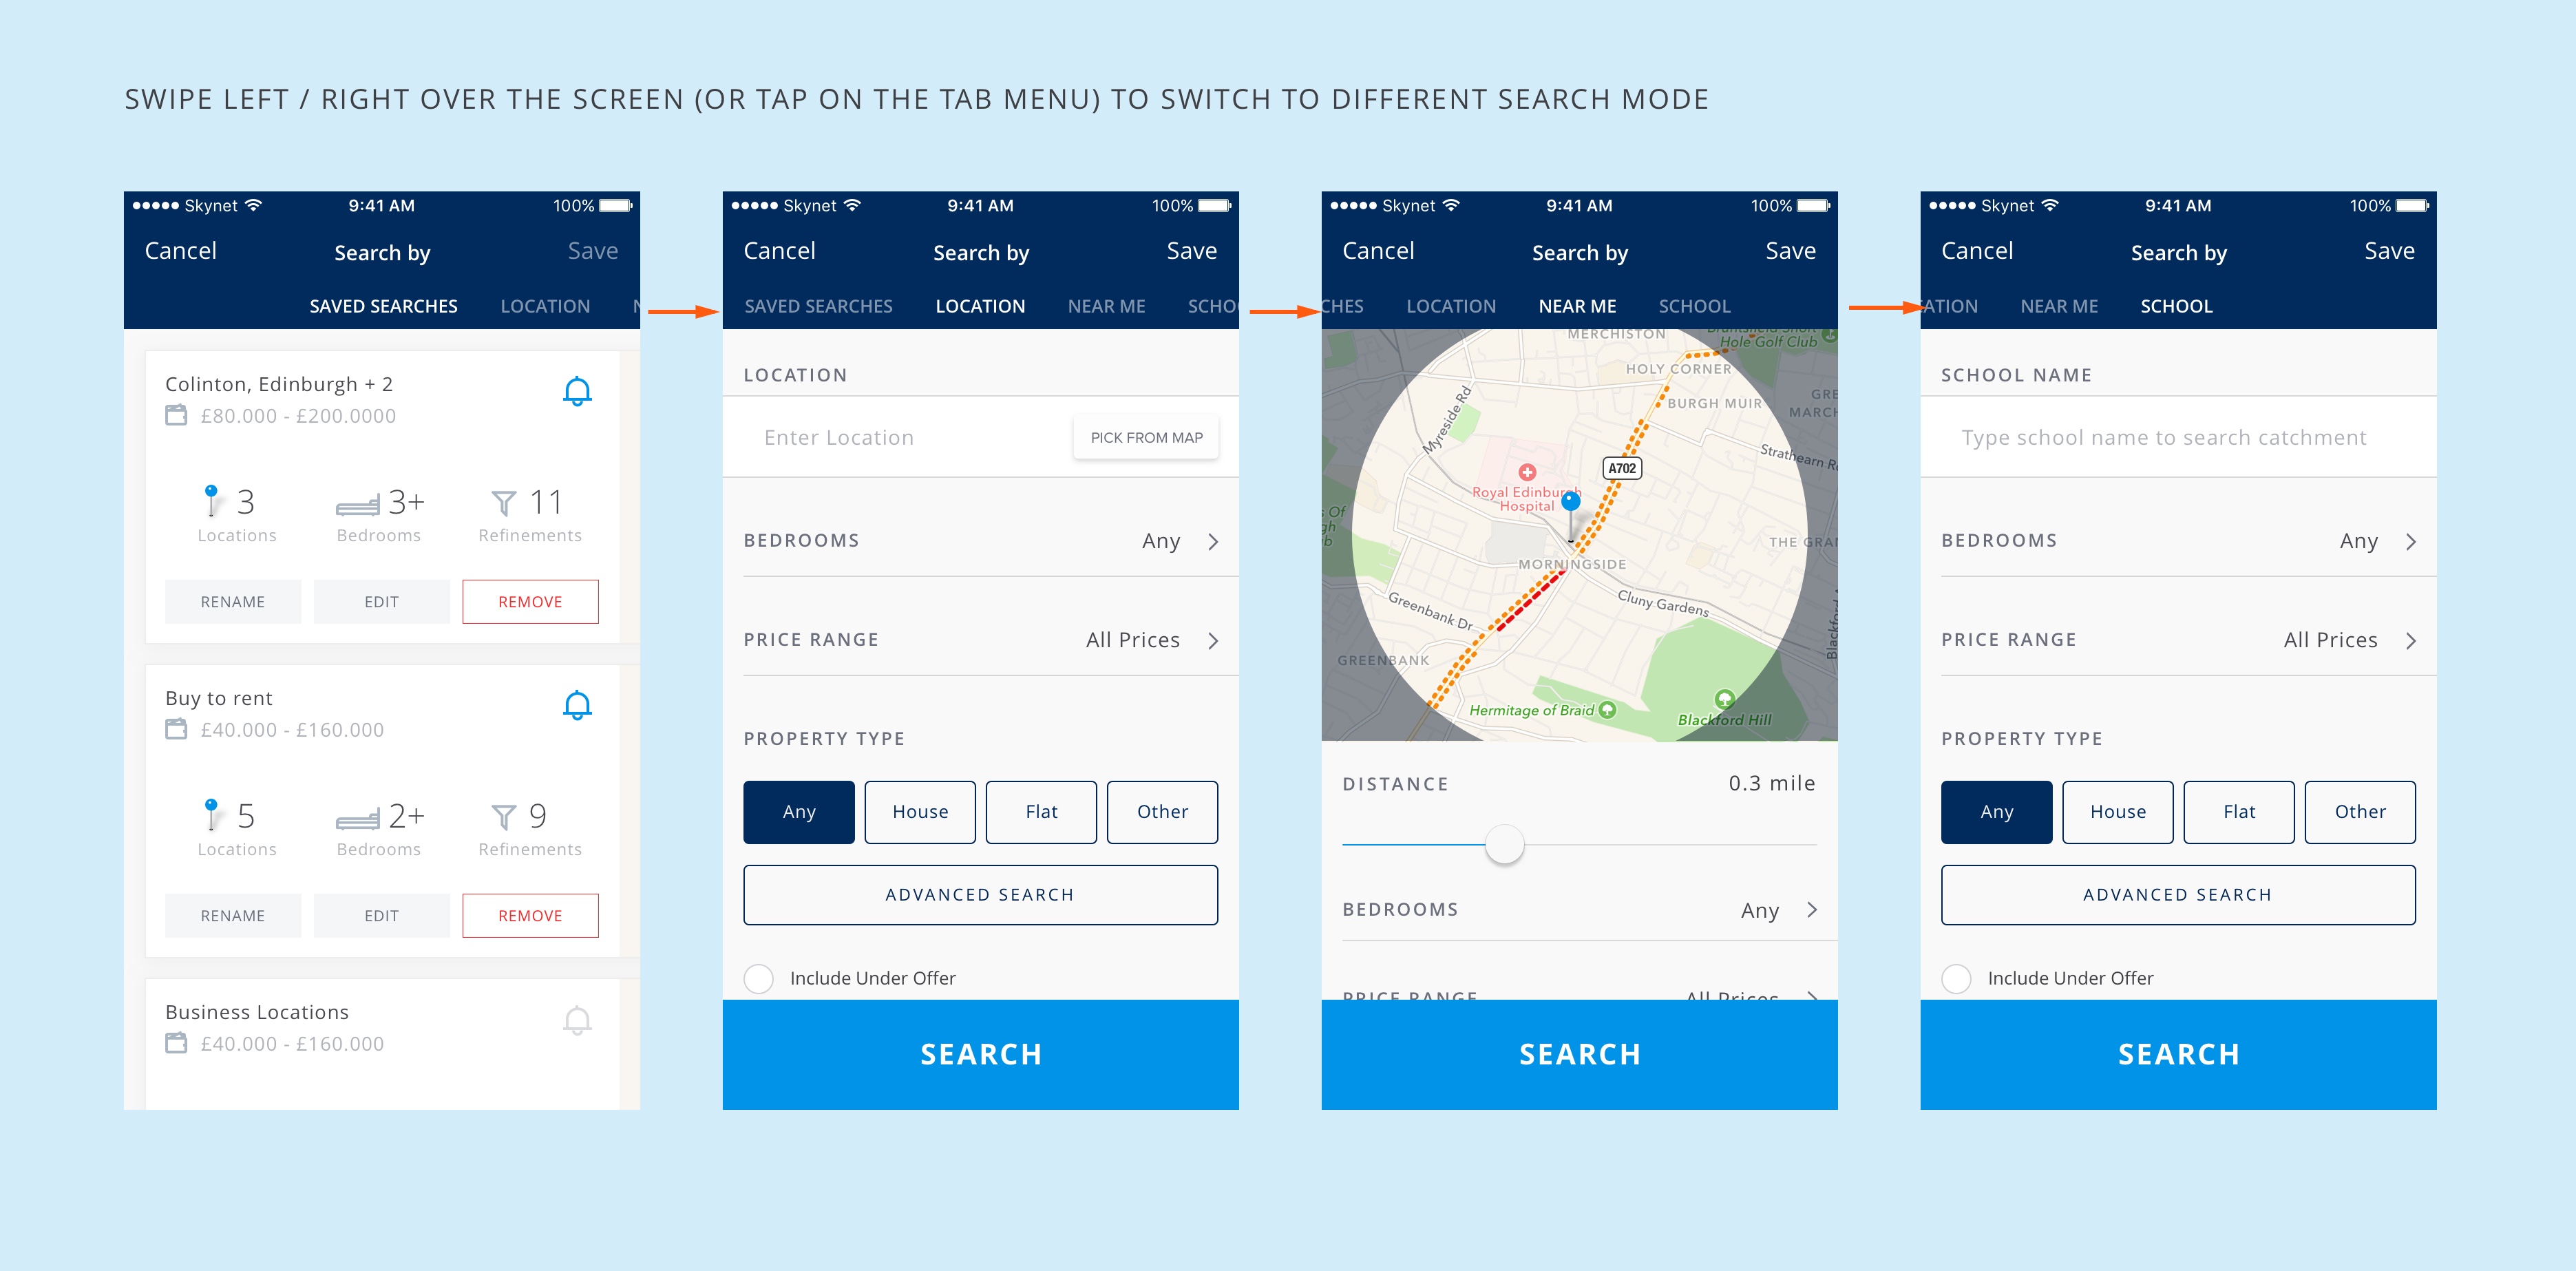 SWIPE LEFT / RIGHT OVER THE SCREEN (OR TAP ON THE TAB MENU) TO SWITCH TO DIFFERENT SEARCH MODE
Skynet 9:41 AM 100%
Cancel Search by Save
SAVED SEARCHES LOCATION N
Colinton, Edinburgh + 2
£80.000 - £200.0000
3 3+ 11
Locations Bedrooms Refinements
RENAME EDIT REMOVE
Buy to rent
£40.000 - £160.000
5 2+ 9
Locations Bedrooms Refinements
RENAME EDIT REMOVE
Business Locations
£40.000 - £160.000
Skynet 9:41 AM 100%
Cancel Search by Save
SAVED SEARCHES LOCATION NEAR ME SCHO
LOCATION
Enter Location PICK FROM MAP
BEDROOMS Any
PRICE RANGE All Prices
PROPERTY TYPE
Any House Flat Other
ADVANCED SEARCH
Include Under Offer
SEARCH
Skynet 9:41 AM 100%
Cancel Search by Save
CHES LOCATION NEAR ME SCHOOL
MERCHISTON
Hole Golf Club
HOLY CORNER
Myreside Rd
BURGH MUIR
GRE
MARCH
Strathearn R
A702
Royal Edinburgh
Hospital
s Of
gh
b
THE GRAN
MORNINGSIDE
Greenbank Dr
Cluny Gardens
Blackford
GREENBANK
Hermitage of Braid
Blackford Hill
DISTANCE 0.3 mile
BEDROOMS Any
PRICE RANGE All Prices
SEARCH
Skynet 9:41 AM 100%
Cancel Search by Save
ATION NEAR ME SCHOOL
SCHOOL NAME
Type school name to search catchment
BEDROOMS Any
PRICE RANGE All Prices
PROPERTY TYPE
Any House Flat Other
ADVANCED SEARCH
Include Under Offer
SEARCH